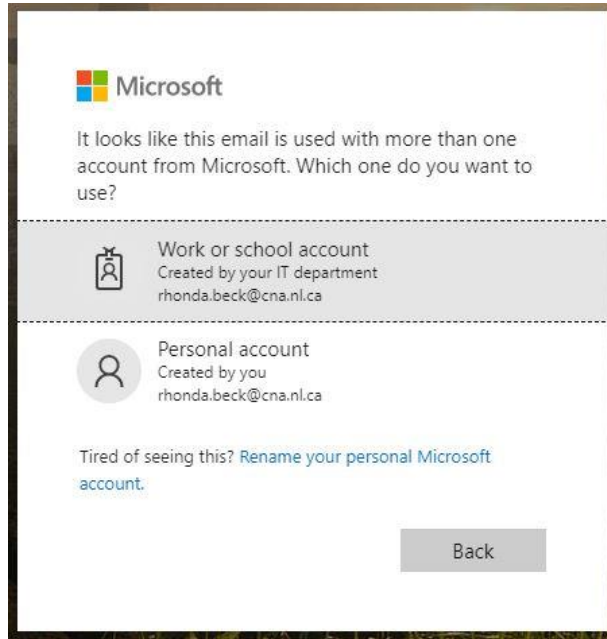 Microsoft
It looks like this email is used with more than one
account from Microsoft. Which one do you want to
use?
Work or school account
Created by your IT department
rhonda.beck@cna.nl.ca
Personal account
Created by you
rhonda.beck@cna.nl.ca
Tired of seeing this? Rename your personal Microsoft
account.
Back